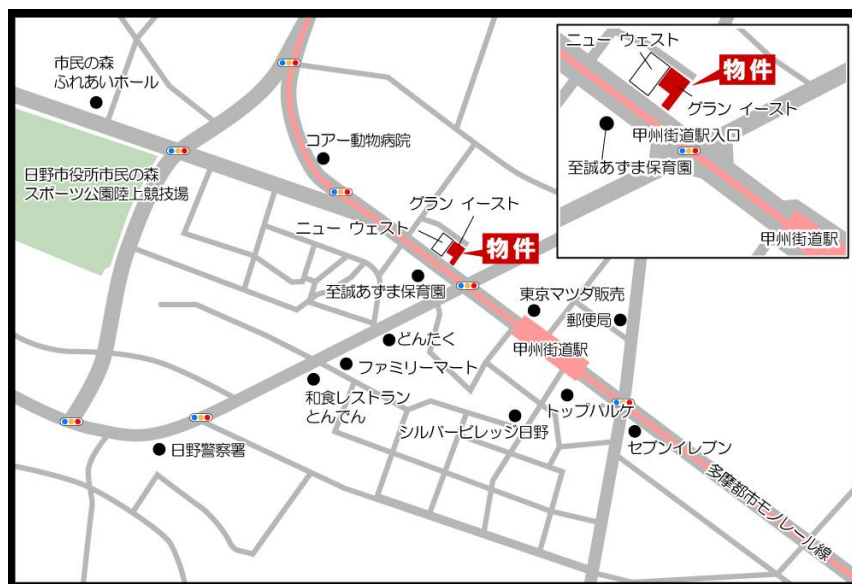 市民の森
ふれあいホール
日野市役所市民の森
スポーツ公園陸上競技場
コアー動物病院
グラン イースト
ニュー ウェスト
物件
至誠あずま保育園
東京マツダ販売
郵便局
甲州街道駅
どんたく
ファミリーマート
和食レストラン
とんでん
トップパルケ
シルバービレッジ日野
セブンイレブン
日野警察署
多摩都市モノレール線
ニュー ウェスト
物件
グラン イースト
甲州街道駅入口
至誠あずま保育園
甲州街道駅